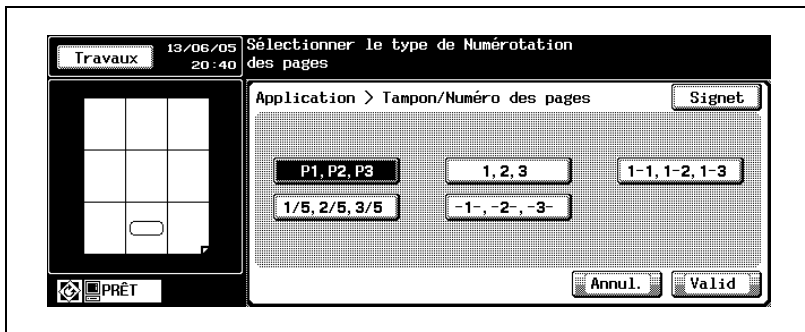 Travaux
13/06/05
20:40
Sélectionner le type de Numérotation
des pages
Application > Tampon/Numéro des pages
Signet
P1, P2, P3
1, 2, 3
1-1, 1-2, 1-3
1/5, 2/5, 3/5
-1-, -2-, -3-
PRÊT
Annul.
Valid